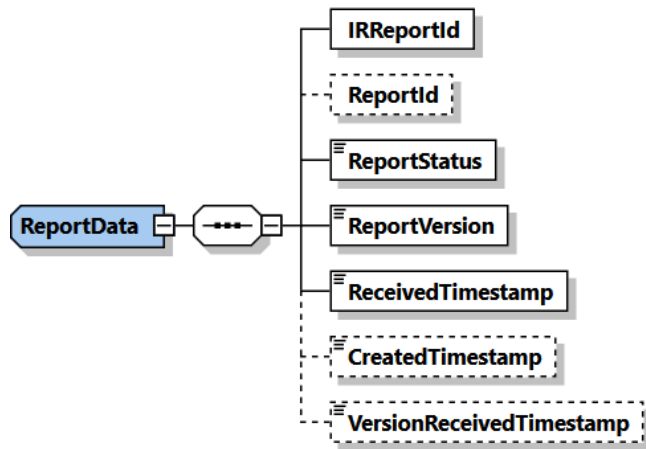 IRReportId
ReportId
ReportStatus
ReportData
ReportVersion
ReceivedTimestamp
CreatedTimestamp
VersionReceivedTimestamp